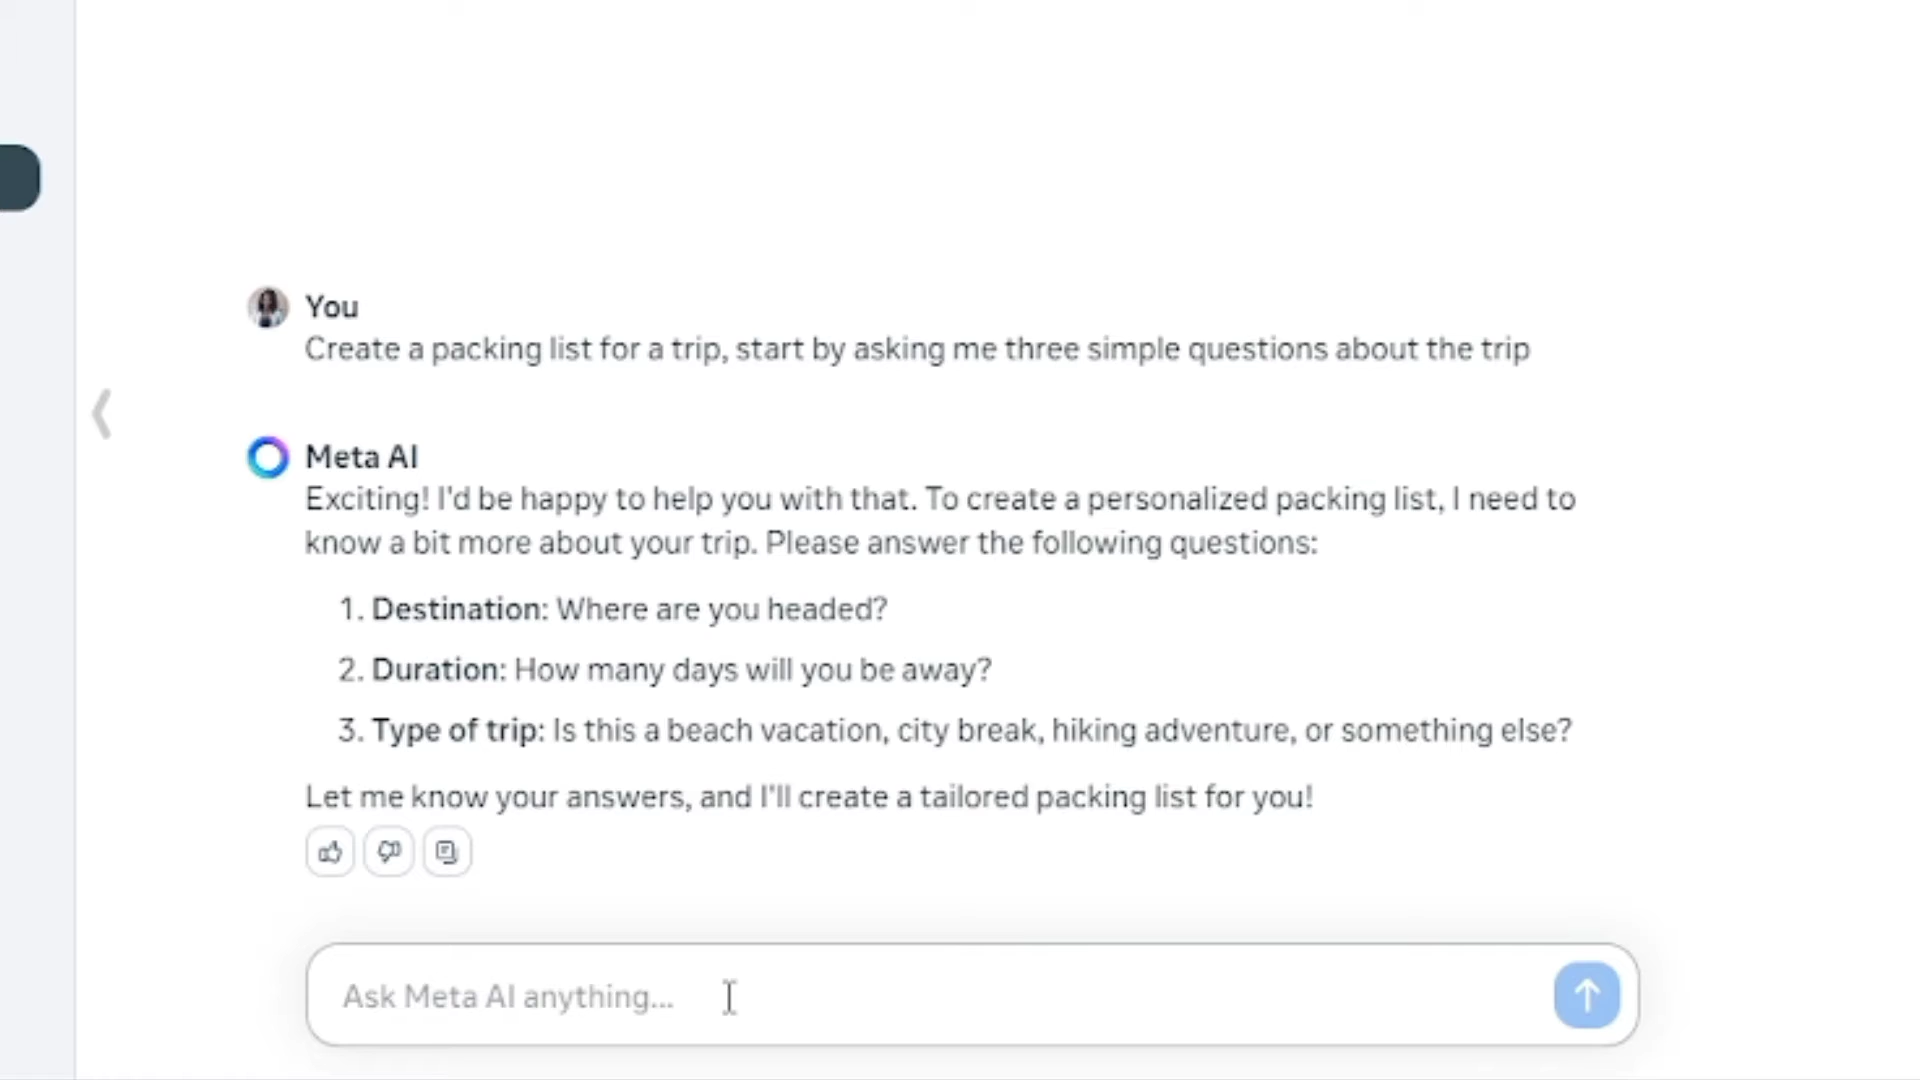 You
Create a packing list for a trip, start by asking me three simple questions about the trip
Meta AI
Exciting! I'd be happy to help you with that. To create a personalized packing list, I need to
know a bit more about your trip. Please answer the following questions:
1. Destination: Where are you headed?
2. Duration: How many days will you be away?
3. Type of trip: Is this a beach vacation, city break, hiking adventure, or something else?
Let me know your answers, and I'll create a tailored packing list for you!
Ask Meta AI anything...